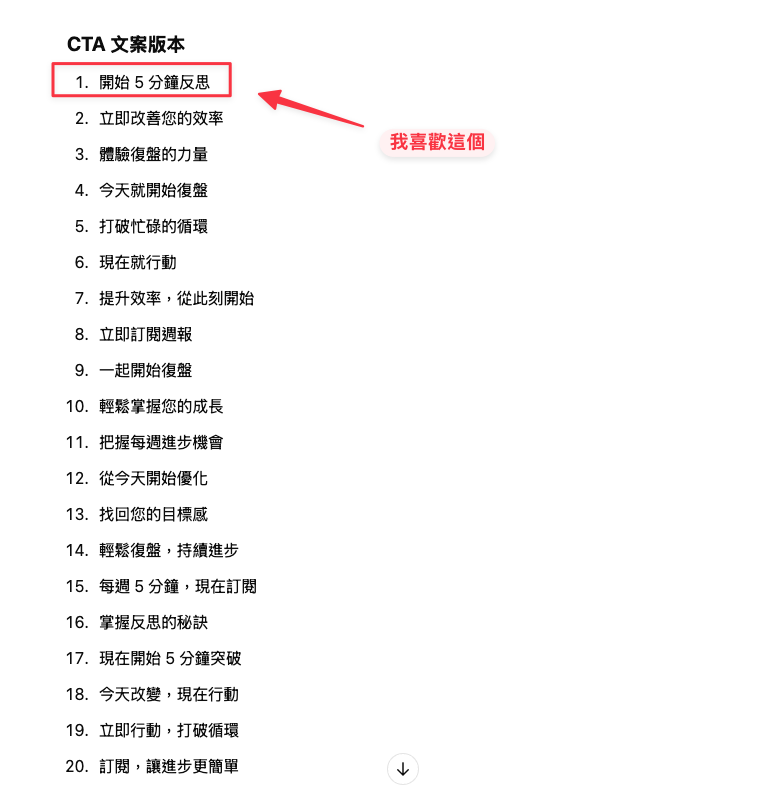 CTA 文案版本
1. 開始 5 分鐘反思
我喜歡這個
2. 立即改善您的效率
3. 體驗復盤的力量
4. 今天就開始復盤
5. 打破忙碌的循環
6. 現在就行動
7. 提升效率，從此刻開始
8. 立即訂閱週報
9. 一起開始復盤
10. 輕鬆掌握您的成長
11. 把握每週進步機會
12. 從今天開始優化
13. 找回您的目標感
14. 輕鬆復盤，持續進步
15. 每週 5 分鐘，現在訂閱
16. 掌握反思的秘訣
17. 現在開始 5 分鐘突破
18. 今天改變，現在行動
19. 立即行動，打破循環
20. 訂閱，讓進步更簡單